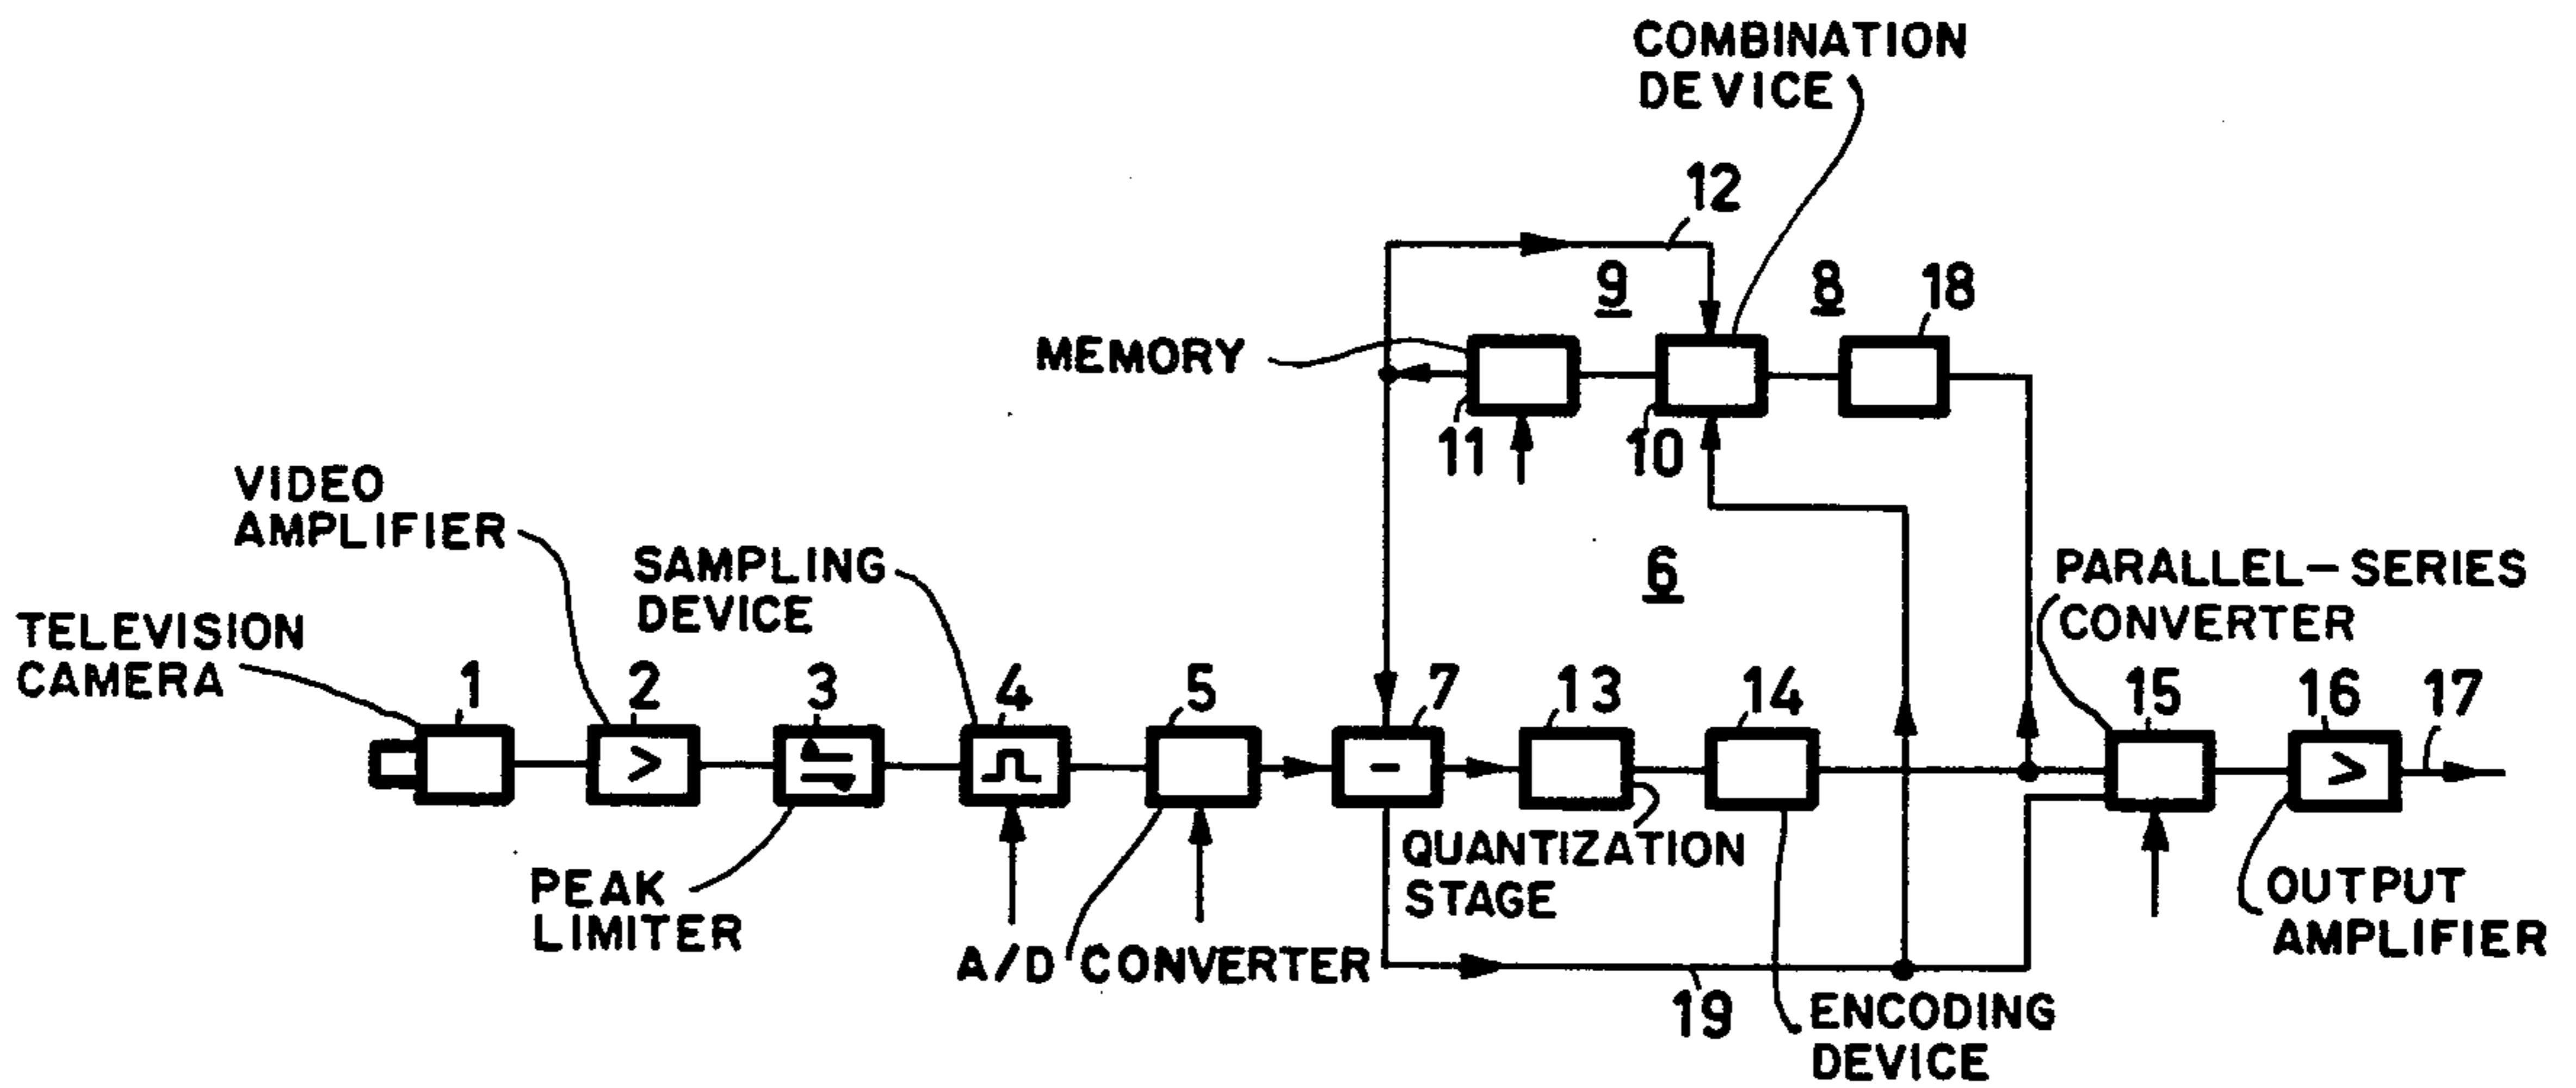 COMBINATION
DEVICE
12
9
8
18
MEMORY
11
10
VIDEO
AMPLIFIER
SAMPLING
DEVICE
6
PARALLEL-SERIES
CONVERTER
TELEVISION
CAMERA
1
2
>
3
4
5
7
-
13
14
15
16
>
17
QUANTIZATION
STAGE
PEAK
LIMITER
A/D CONVERTER
OUTPUT
AMPLIFIER
19
ENCODING
DEVICE